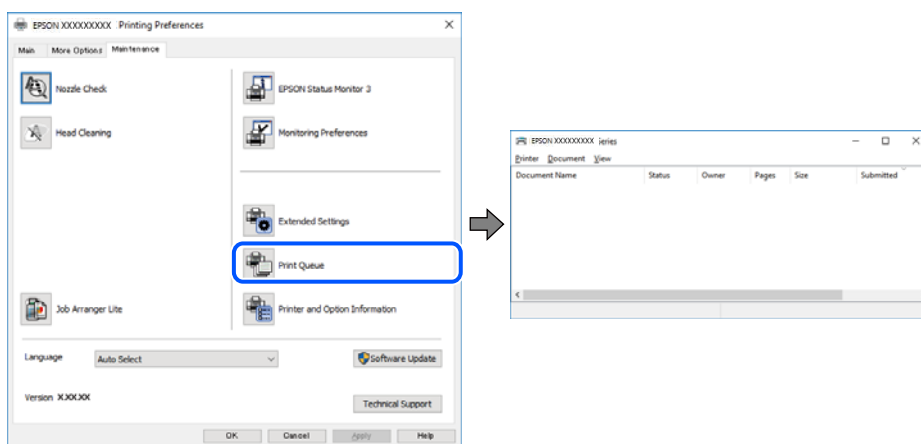 EPSON XXXXXXXXX Printing Preferences
Main More Options Maintenance
Nozzle Check
Head Cleaning
Job Arranger Lite
EPSON Status Monitor 3
Monitoring Preferences
Extended Settings
Print Queue
Printer and Option Information
Language Auto Select Software Update
Version X.XX.XX
Technical Support
OK Cancel Apply Help
EPSON XXXXXXXXX ieries
Printer Document View
Document Name Status Owner Pages Size Submitted